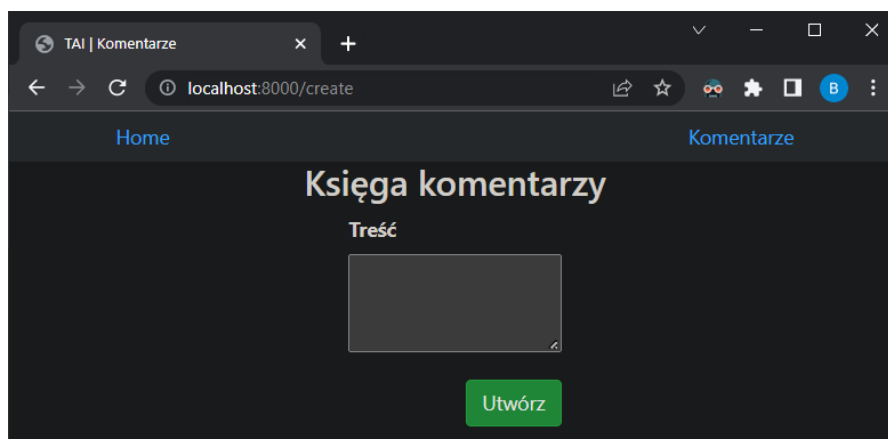 TAI | Komentarze
localhost:8000/create
B
Home Komentarze
Księga komentarzy
Treść
Utwórz